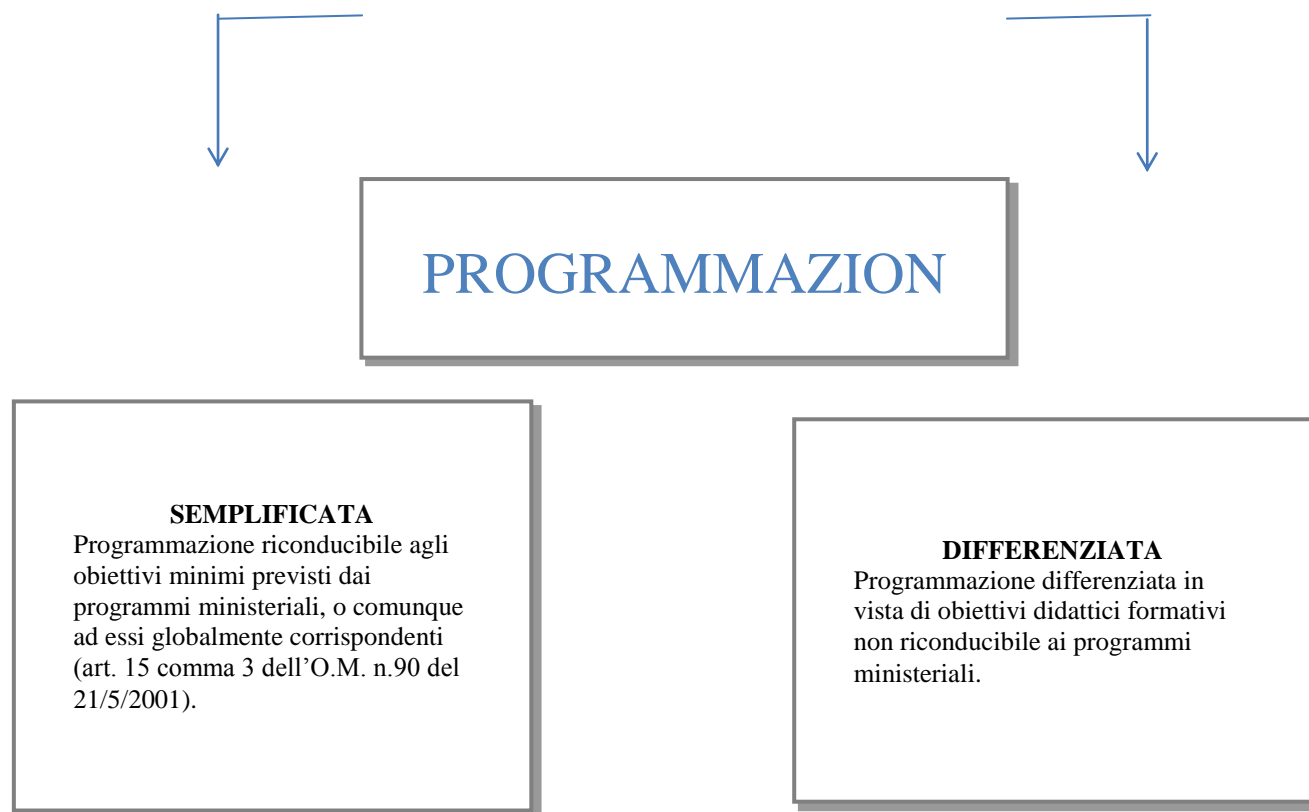 PROGRAMMAZION
SEMPLIFICATA
Programmazione riconducibile agli
obiettivi minimi previsti dai
programmi ministeriali, o comunque
ad essi globalmente corrispondenti
(art. 15 comma 3 dell’O.M. n.90 del
21/5/2001).
DIFFERENZIATA
Programmazione differenziata in
vista di obiettivi didattici formativi
non riconducibile ai programmi
ministeriali.